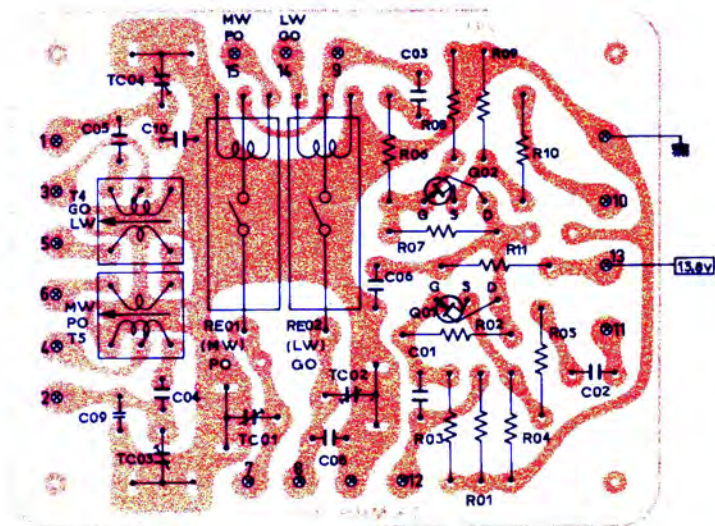 MW
PO
15
LW
GO
14
9
TC04
C03
R09
R08
1
C05
C10
R06
R10
Q02
3
T4
GO
LW
G S D
10
5
R07
R11
13
13.8V
C06
6
MW
PO
T5
G S D
Q01
R02
R05
11
RE01
(MW)
PO
RE02
(LW)
GO
4
C01
TC02
C02
2
C09
C04
TC01
R03
R04
C08
TC03
7
8
12
R01